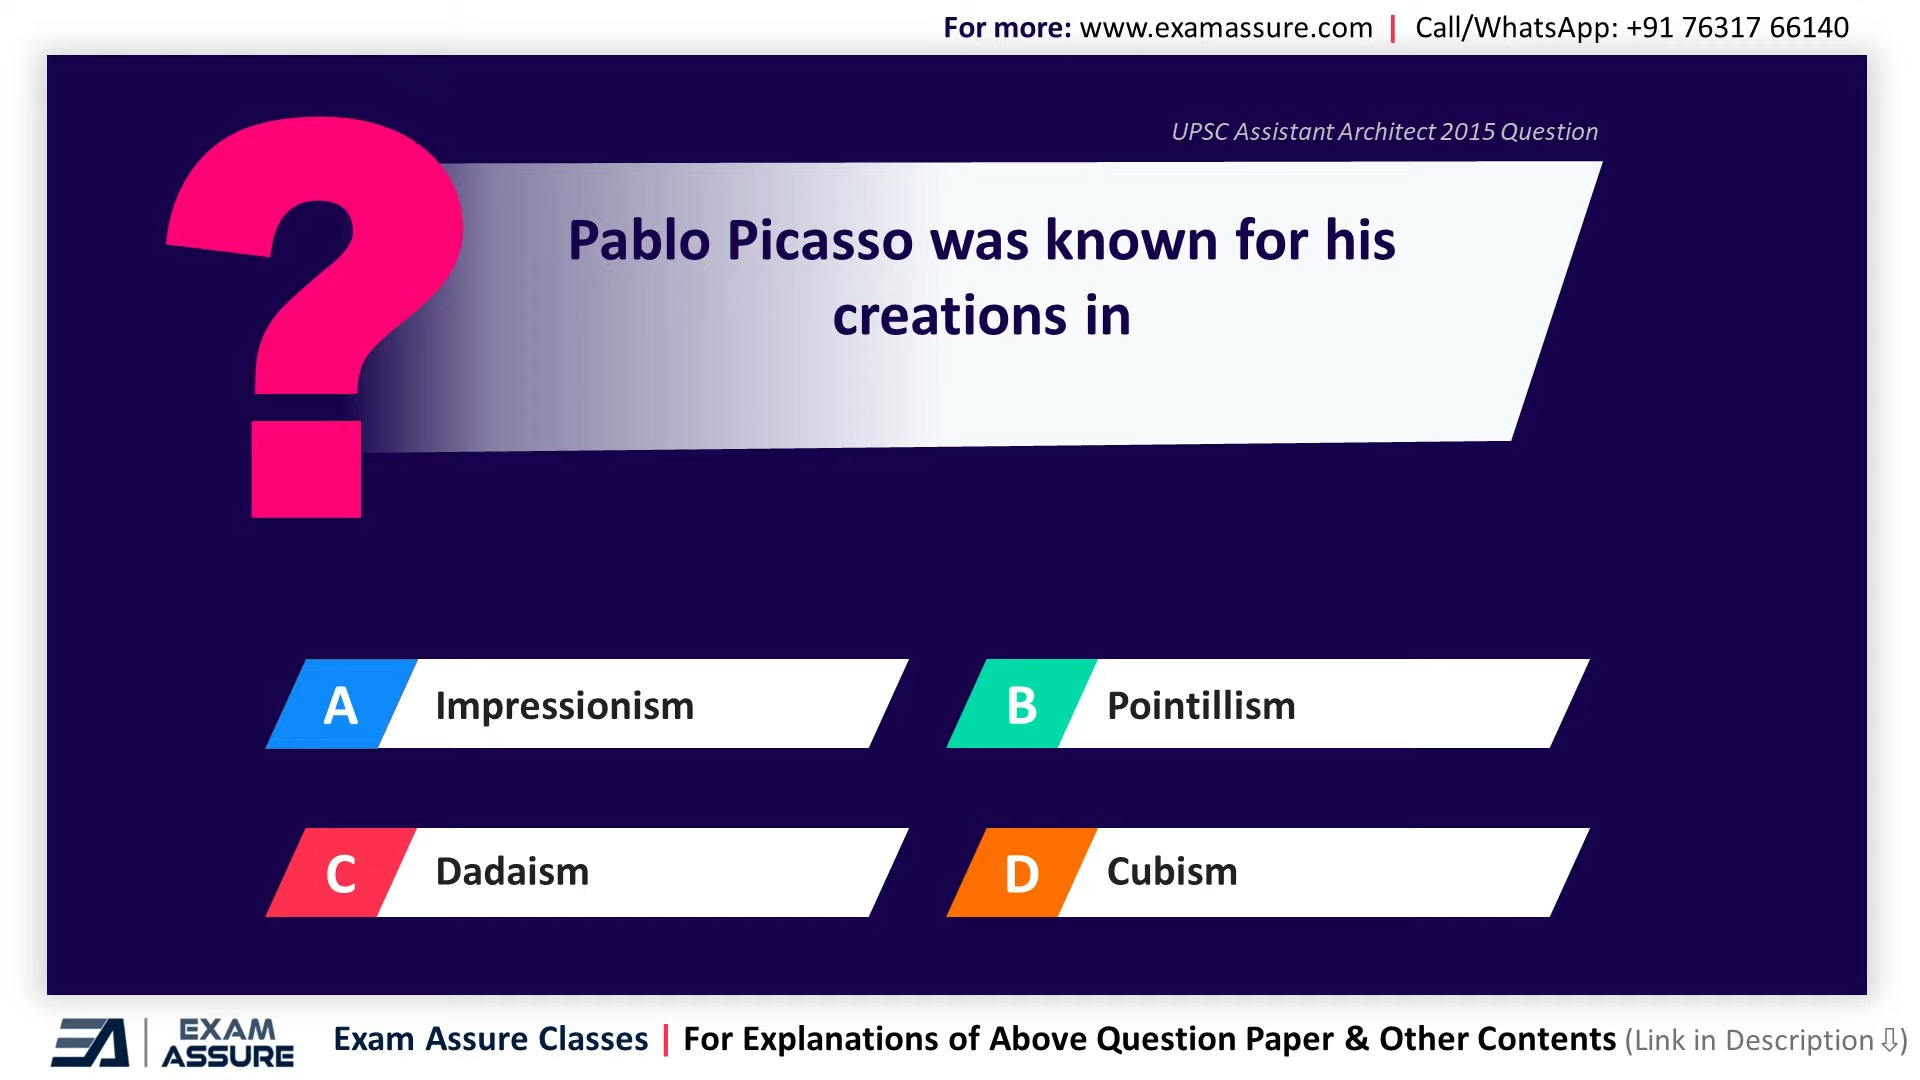 For more: www.examassure.com | Call/WhatsApp: +91 76317 66140
UPSC Assistant Architect 2015 Question
?
Pablo Picasso was known for his
creations in
A Impressionism
B Pointillism
C Dadaism
D Cubism
EA | EXAM ASSURE
Exam Assure Classes | For Explanations of Above Question Paper & Other Contents (Link in Description ⇩)